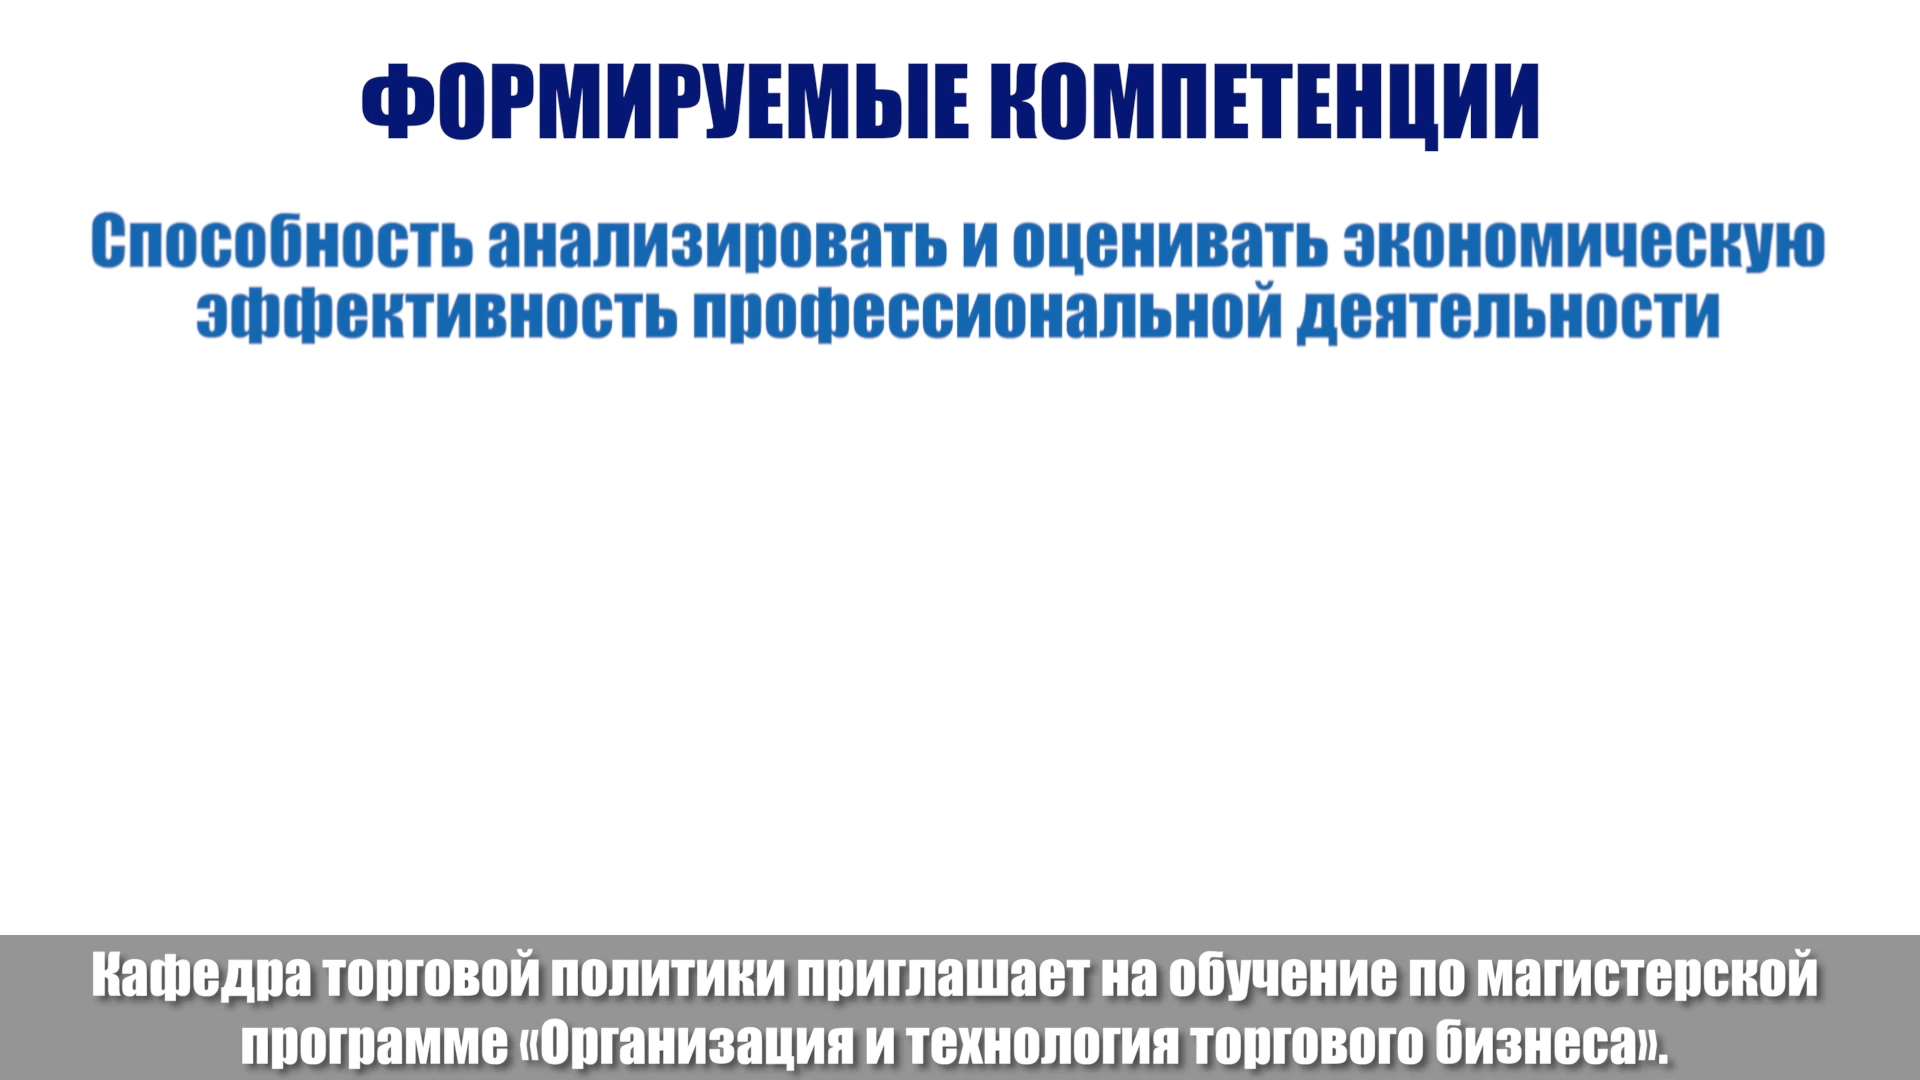 ФОРМИРУЕМЫЕ КОМПЕТЕНЦИИ
Способность анализировать и оценивать экономическую
эффективность профессиональной деятельности
Кафедра торговой политики приглашает на обучение по магистерской
программе «Организация и технология торгового бизнеса».